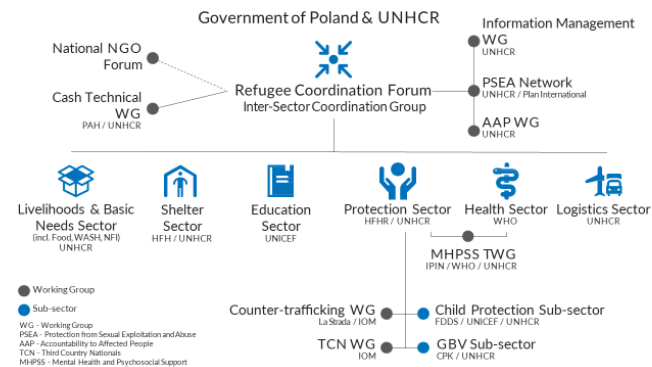 Government of Poland & UNHCR
National NGO
Forum
Cash Technical
WG
PAH / UNHCR
Refugee Coordination Forum
Inter-Sector Coordination Group
Information Management
WG
UNHCR
PSEA Network
UNHCR / Plan International
AAP WG
UNHCR
Livelihoods & Basic
Needs Sector
(incl. Food, WASH, NFI)
UNHCR
Shelter
Sector
HFH / UNHCR
Education
Sector
UNICEF
Protection Sector
HFHR / UNHCR
Health Sector
WHO
Logistics Sector
UNHCR
MHPSS TWG
IPIN / WHO / UNHCR
Counter-trafficking WG
La Strada / IOM
Child Protection Sub-sector
FDDS / UNICEF / UNHCR
TCN WG
IOM
GBV Sub-sector
CPK / UNHCR
Working Group
Sub-sector
WG - Working Group
PSEA - Protection from Sexual Exploitation and Abuse
AAP - Accountability to Affected People
TCN - Third Country Nationals
MHPSS - Mental Health and Psychosocial Support